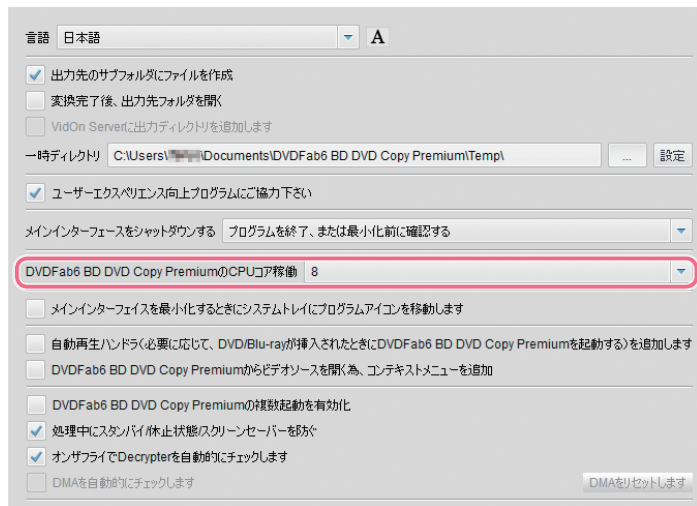 言語 日本語 A
出力先のサブフォルダにファイルを作成
変換完了後、出力先フォルダを開く
VidOn Serverに出力ディレクトリを追加します
一時ディレクトリ C:\Users\ \Documents\DVDFab6 BD DVD Copy Premium\Temp\ ... 設定
ユーザーエクスペリエンス向上プログラムにご協力下さい
メインインターフェースをシャットダウンする プログラムを終了、または最小化前に確認する
DVDFab6 BD DVD Copy PremiumのCPUコア稼働 8
メインインターフェイスを最小化するときにシステムトレイにプログラムアイコンを移動します
自動再生ハンドラ(必要に応じて、DVD/Blu-rayが挿入されたときにDVDFab6 BD DVD Copy Premiumを起動する)を追加します
DVDFab6 BD DVD Copy Premiumからビデオソースを開く為、コンテキストメニューを追加
DVDFab6 BD DVD Copy Premiumの複数起動を有効化
処理中にスタンバイ/休止状態/スクリーンセーバーを防ぐ
オンザフライでDecrypterを自動的にチェックします
DMAを自動的にチェックします DMAをリセットします